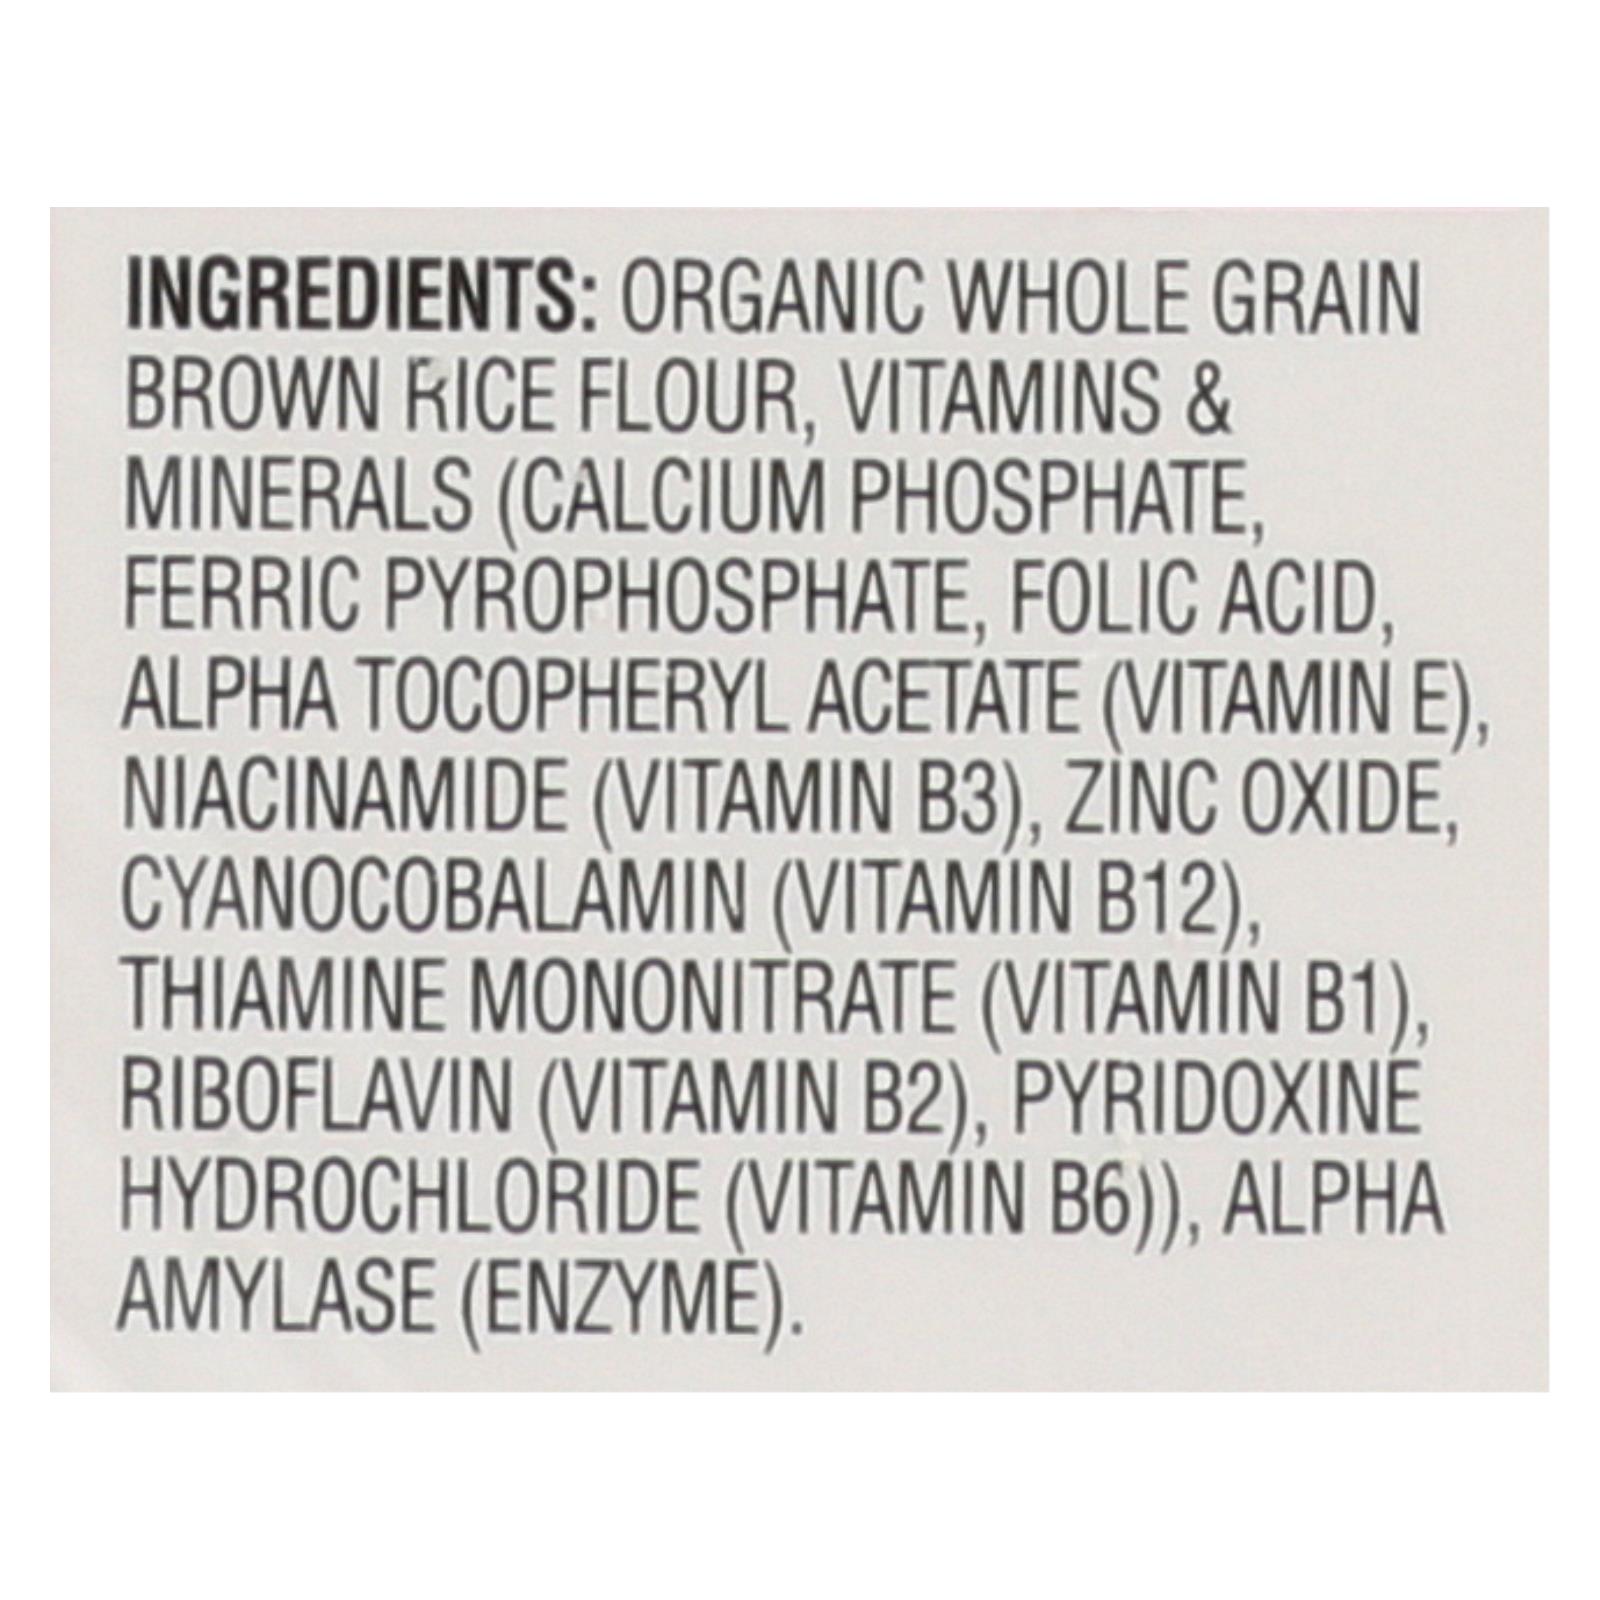 INGREDIENTS: ORGANIC WHOLE GRAIN
BROWN RICE FLOUR, VITAMINS &
MINERALS (CALCIUM PHOSPHATE,
FERRIC PYROPHOSPHATE, FOLIC ACID,
ALPHA TOCOPHERYL ACETATE (VITAMIN E),
NIACINAMIDE (VITAMIN B3), ZINC OXIDE,
CYANOCOBALAMIN (VITAMIN B12),
THIAMINE MONONITRATE (VITAMIN B1),
RIBOFLAVIN (VITAMIN B2), PYRIDOXINE
HYDROCHLORIDE (VITAMIN B6)), ALPHA
AMYLASE (ENZYME).